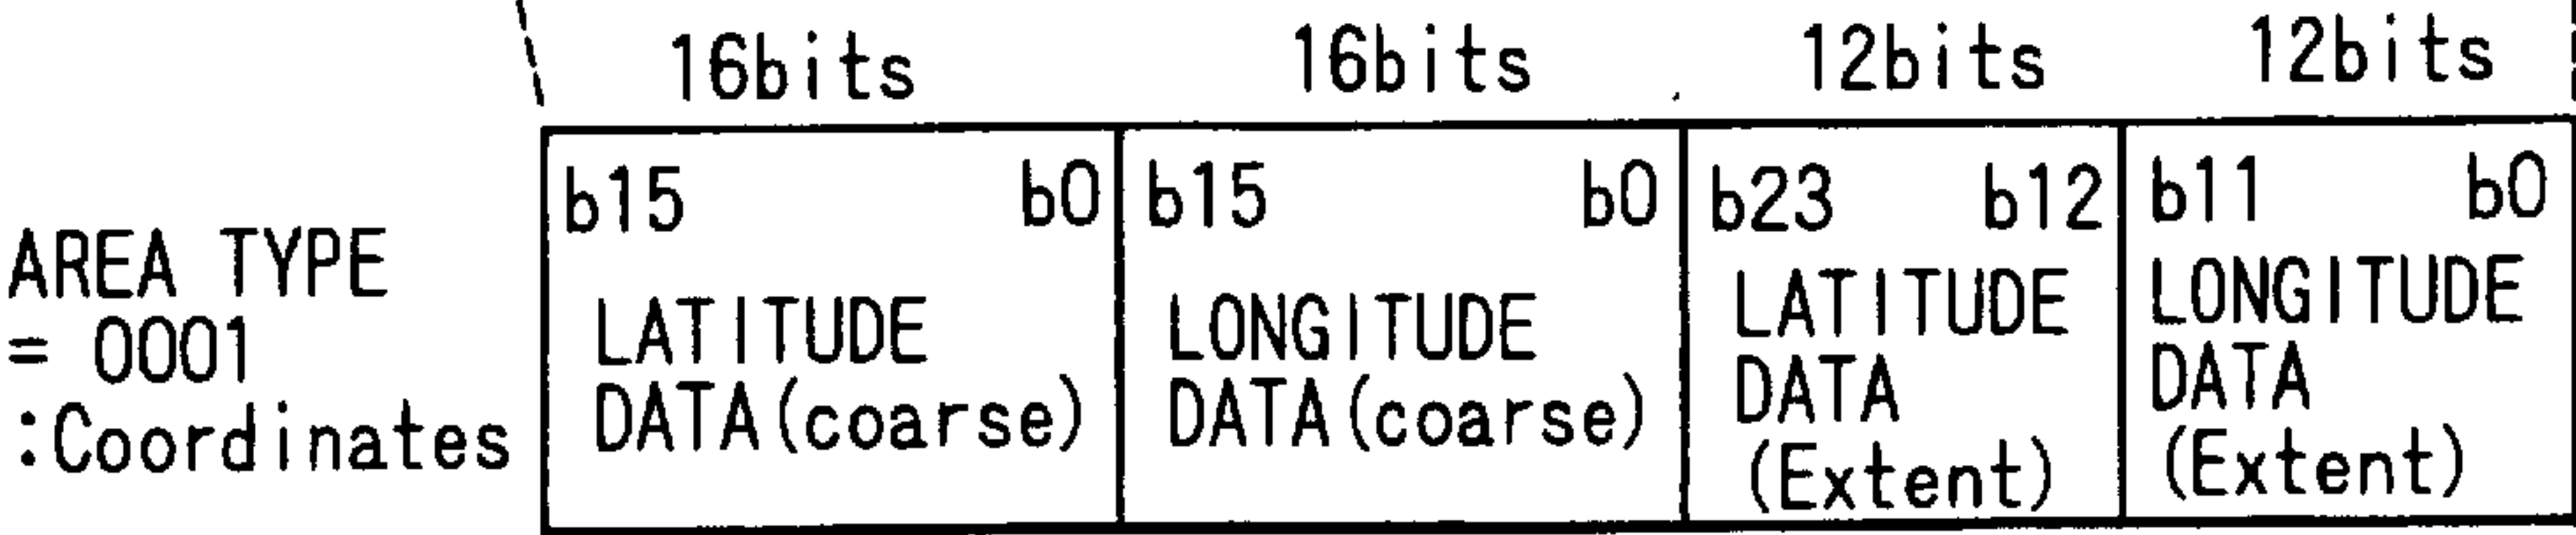 16bits 16bits 12bits 12bits
b15 b0 b15 b0 b23 b12 b11 b0
AREA TYPE
= 0001
:Coordinates
LATITUDE
DATA(coarse)
LONGITUDE
DATA(coarse)
LATITUDE
DATA
(Extent)
LONGITUDE
DATA
(Extent)